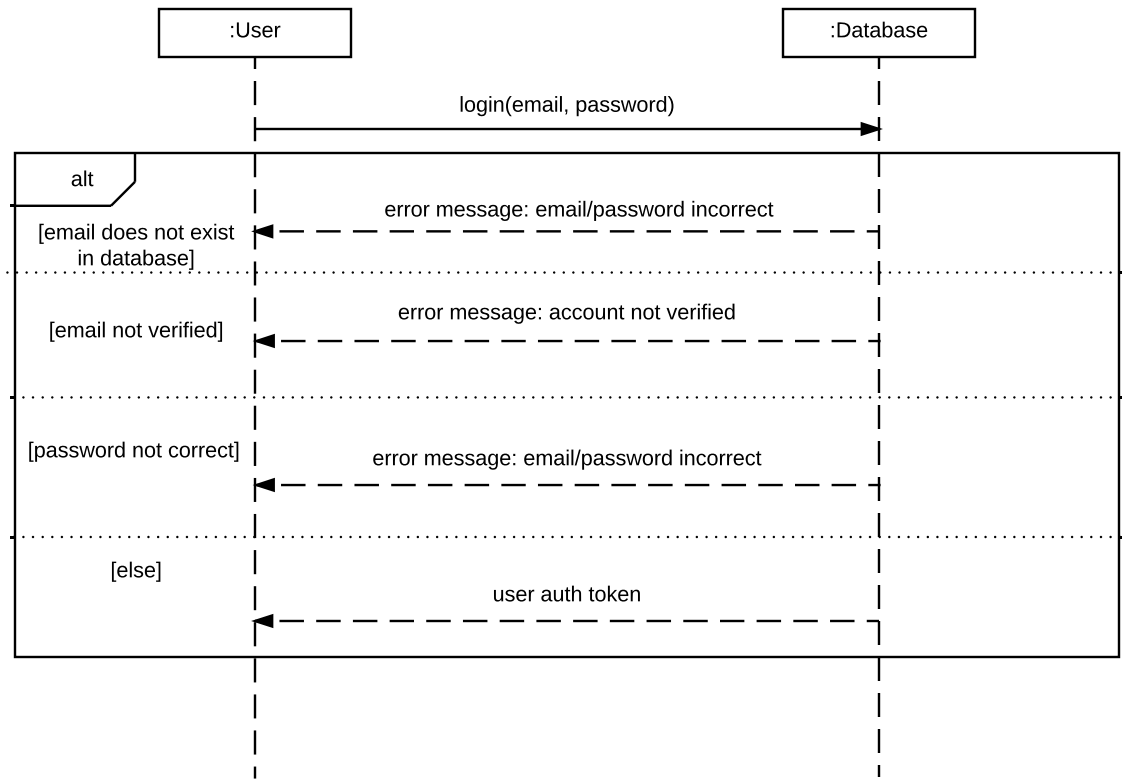 :User
:Database
login(email, password)
alt
error message: email/password incorrect
[email does not exist
in database]
error message: account not verified
[email not verified]
[password not correct]
error message: email/password incorrect
[else]
user auth token